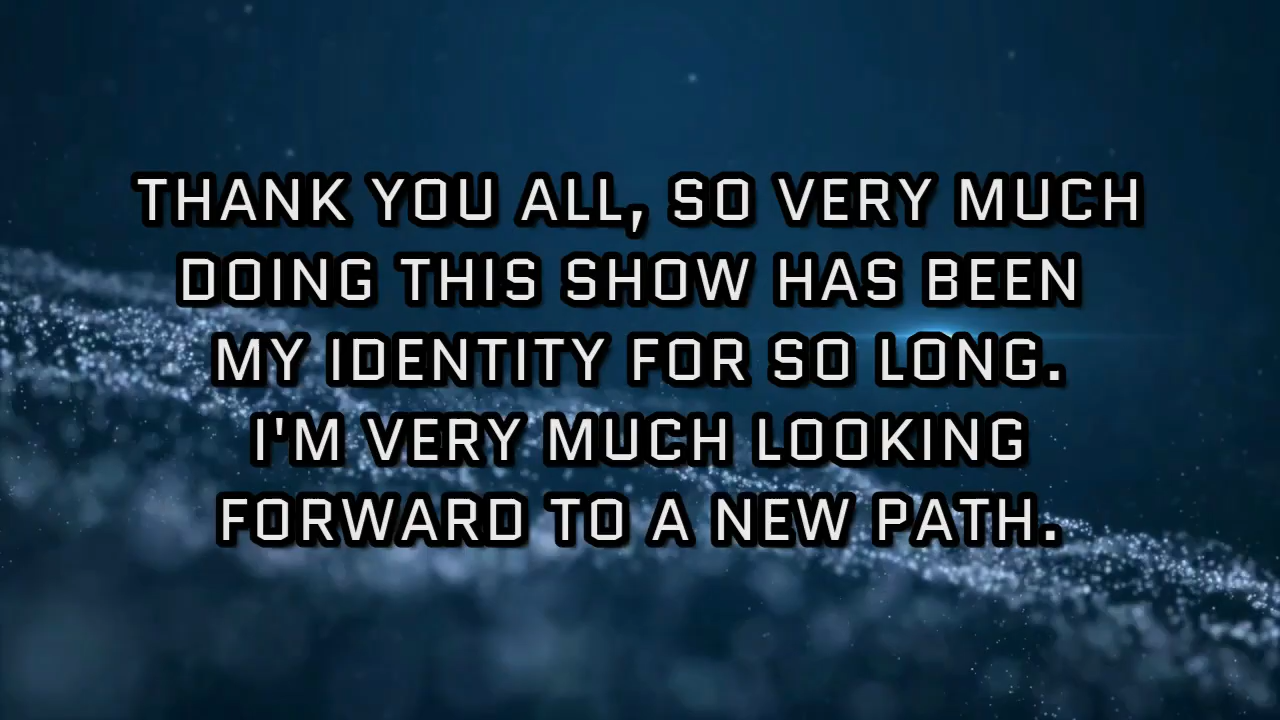 THANK YOU ALL, SO VERY MUCH
DOING THIS SHOW HAS BEEN
MY IDENTITY FOR SO LONG.
I'M VERY MUCH LOOKING
FORWARD TO A NEW PATH.